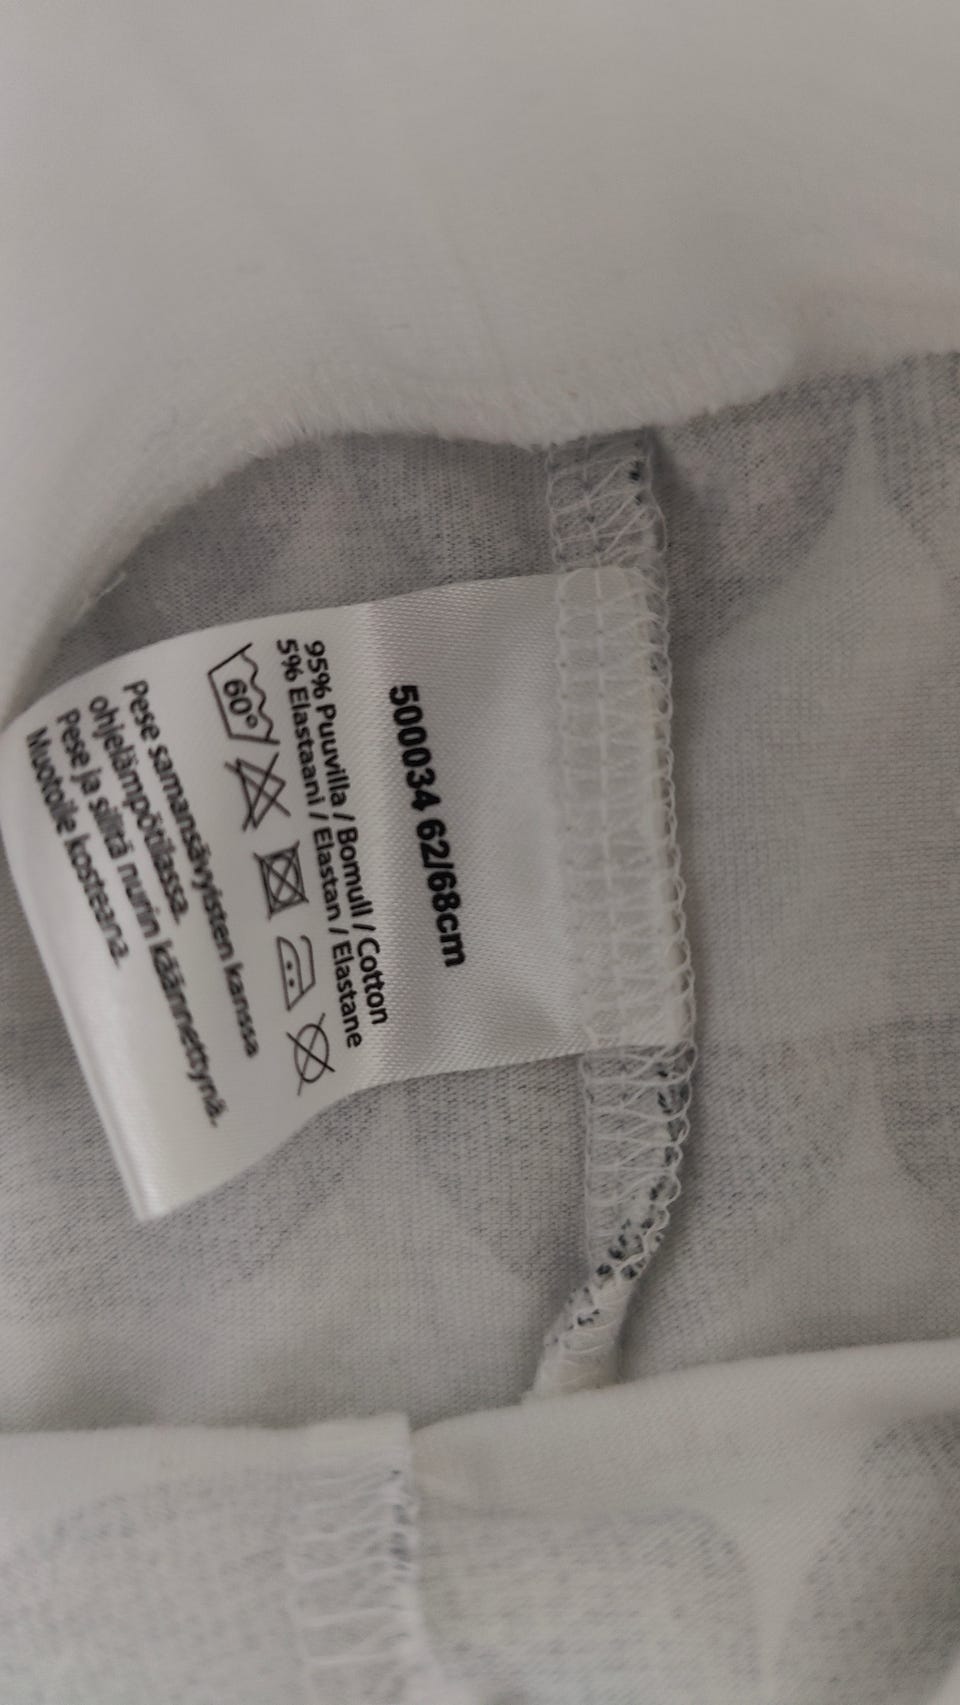 500034 62/68cm
95% Puuvilla / Bomull / Cotton
5% Elastaani / Elastan / Elastane
60°
Pese samansävyisten kanssa
ohjelämpötilassa.
Pese ja silitä nurin käännettynä.
Muotoile kosteana.